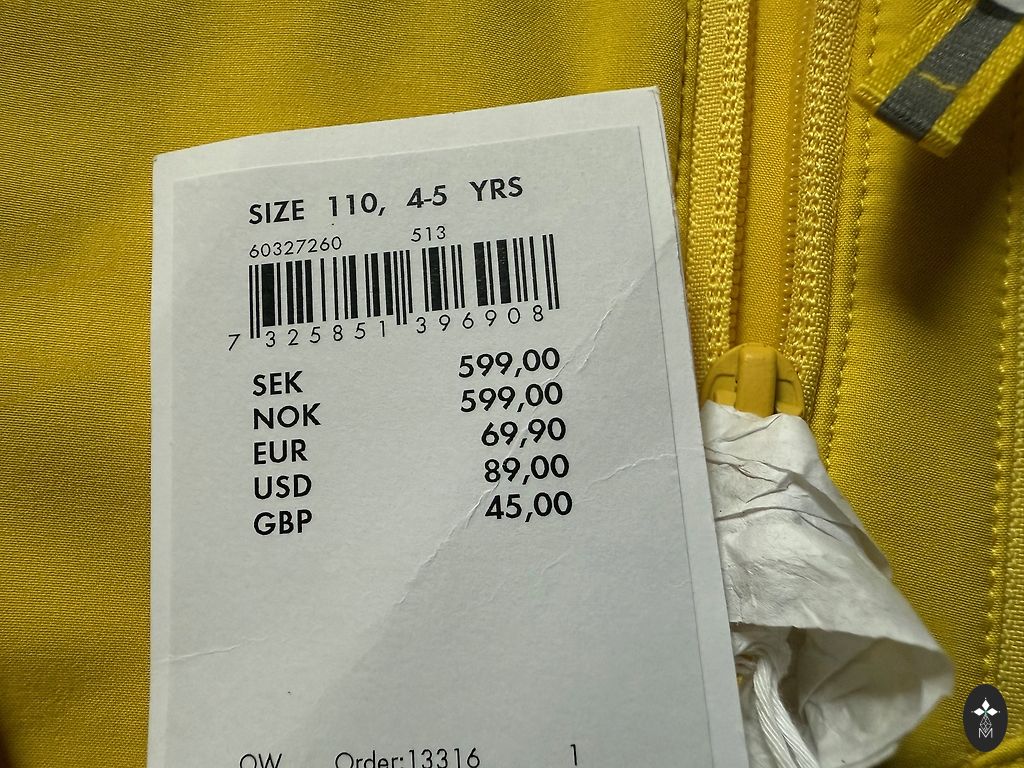 SIZE 110, 4-5 YRS
60327260 513
7 325851 396908
SEK 599,00
NOK 599,00
EUR 69,90
USD 89,00
GBP 45,00
OW Order:13316 1
M